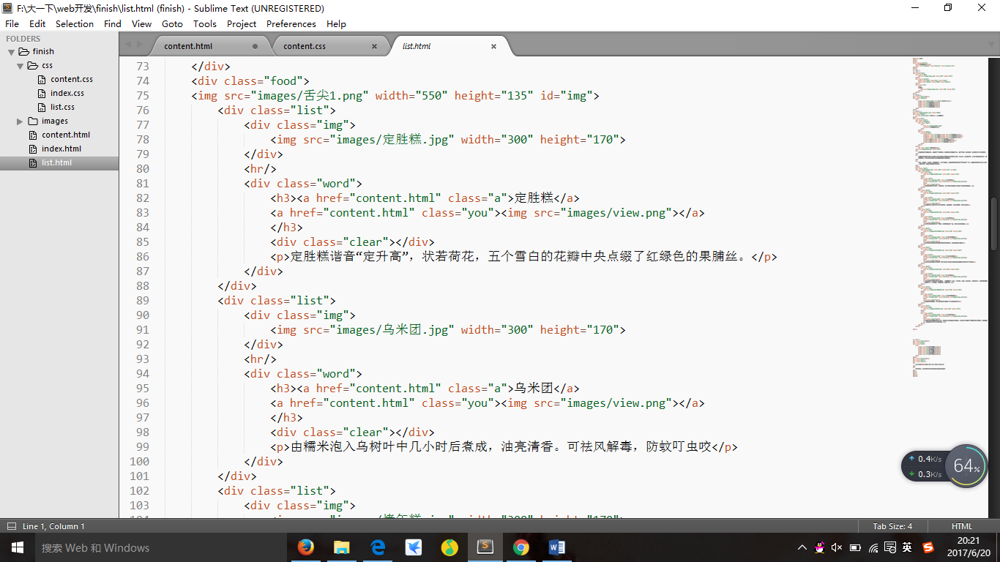 F:\大一下\web开发\finish\list.html (finish) - Sublime Text (UNREGISTERED)
File Edit Selection Find View Goto Tools Project Preferences Help
FOLDERS
finish
css
content.css
index.css
list.css
images
content.html
index.html
list.html
content.html content.css list.html
73 </div>
74 <div class="food">
75 <img src="images/舌尖1.png" width="550" height="135" id="img">
76 <div class="list">
77 <div class="img">
78 <img src="images/定胜糕.jpg" width="300" height="170">
79 </div>
80 <hr/>
81 <div class="word">
82 <h3><a href="content.html" class="a">定胜糕</a>
83 <a href="content.html" class="you"><img src="images/view.png"></a>
84 </h3>
85 <div class="clear"></div>
86 <p>定胜糕谐音“定升高”，状若荷花，五个雪白的花瓣中央点缀了红绿色的果脯丝。</p>
87 </div>
88 </div>
89 <div class="list">
90 <div class="img">
91 <img src="images/乌米团.jpg" width="300" height="170">
92 </div>
93 <hr/>
94 <div class="word">
95 <h3><a href="content.html" class="a">乌米团</a>
96 <a href="content.html" class="you"><img src="images/view.png"></a>
97 </h3>
98 <div class="clear"></div>
99 <p>由糯米泡入乌树叶中几小时后煮成，油亮清香。可祛风解毒，防蚊叮虫咬</p>
100 </div>
101 </div>
102 <div class="list">
103 <div class="img">
0.4K/s
0.3K/s
64%
Line 1, Column 1 Tab Size: 4 HTML
搜索 Web 和 Windows
英
20:21
2017/6/20